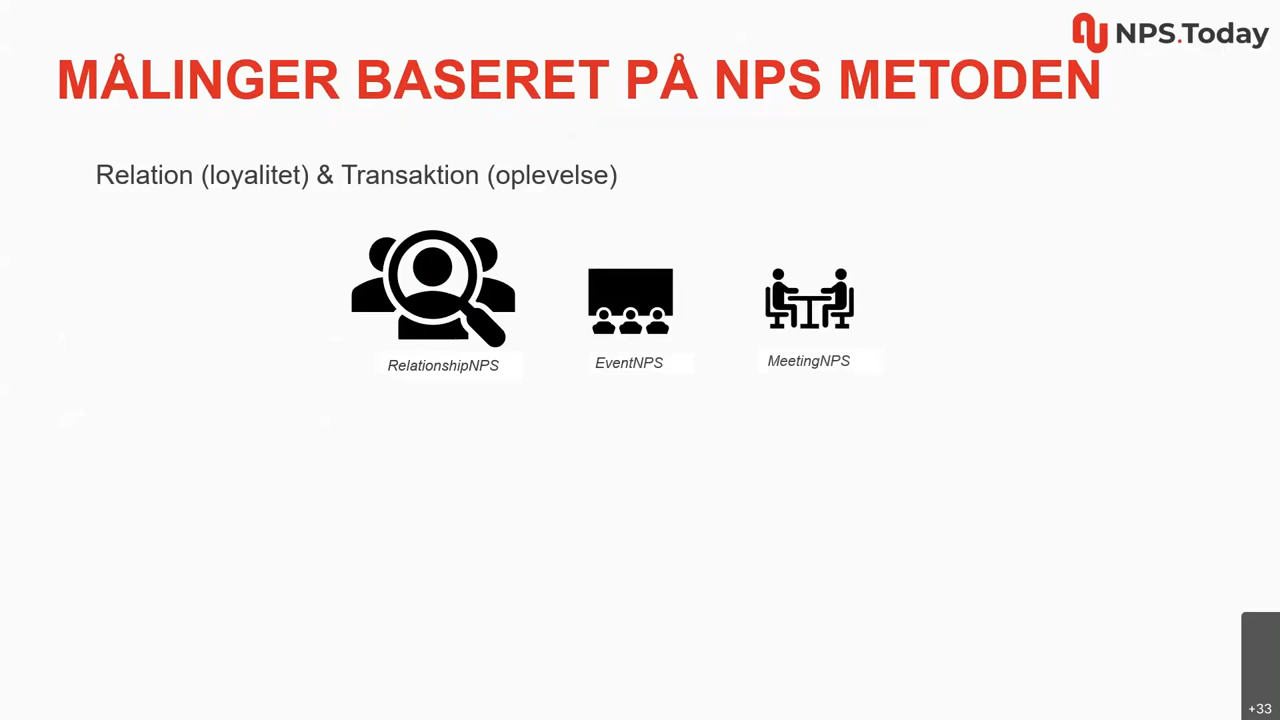 NPS.Today
MÅLINGER BASERET PÅ NPS METODEN
Relation (loyalitet) & Transaktion (oplevelse)
RelationshipNPS
EventNPS
MeetingNPS
+33